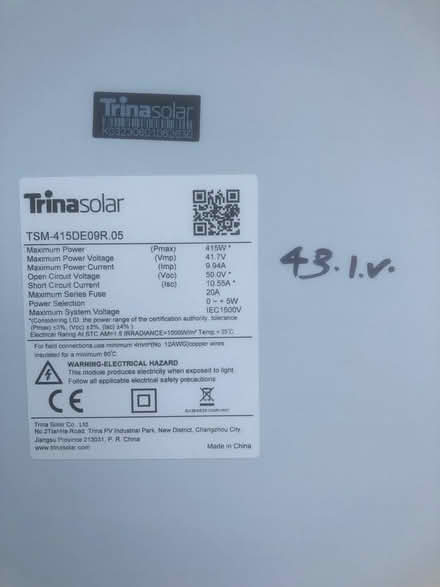 Trinasolar
Trinasolar
TSM-415DE09R.05
Maximum Power (Pmax) 415W *
Maximum Power Voltage (Vmp) 41.7V
Maximum Power Current (Imp) 9.94A
Open Circuit Voltage (Voc) 50.0V *
Short Circuit Current (Isc) 10.55A *
Maximum Series Fuse 20A
Power Selection 0 ~ + 5W
Maximum System Voltage IEC1500V
*Considering I.D. the proper range of the certification authority, tolerance
(Pmax) ±3%, (Voc) ±3%, (Isc) ±4%
Electrical Rating At STC AM=1.5 IRRADIANCE=1000W/m² Temp.=25℃
For field connections,use minimum 4mm²(No. 12AWG)copper wires
insulated for a minimum 90℃
WARNING-ELECTRICAL HAZARD
This module produces electricity when exposed to light.
Follow all applicable electrical safety precautions
CE
Trina Solar Co., Ltd.
No.2TianHe Road, Trina PV Industrial Park, New District, Changzhou City,
Jiangsu Province 213031, P. R. China
www.trinasolar.com Made in China
43.1.v.